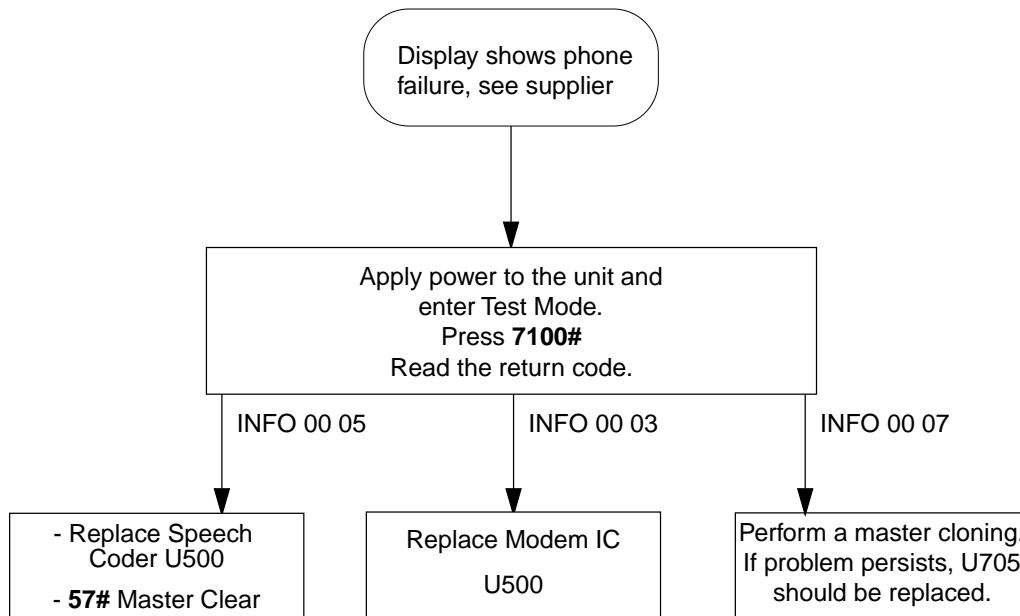 Display shows phone
failure, see supplier
Apply power to the unit and
enter Test Mode.
Press 7100#
Read the return code.
INFO 00 05
INFO 00 03
INFO 00 07
- Replace Speech
Coder U500
- 57# Master Clear
Replace Modem IC
U500
Perform a master cloning.
If problem persists, U705
should be replaced.